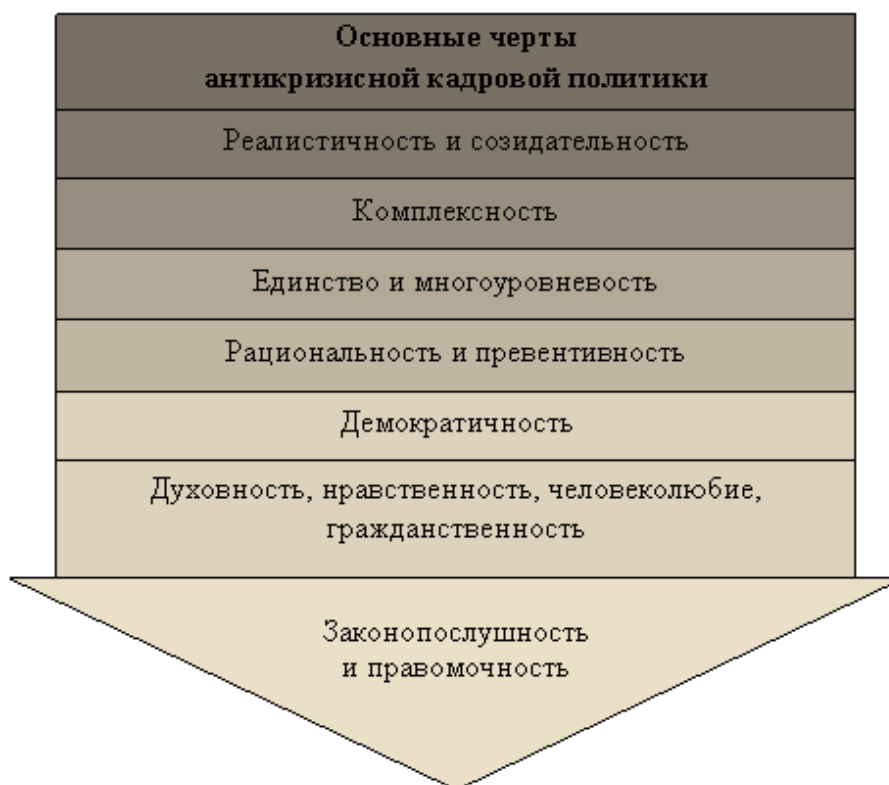 Основные черты
антикризисной кадровой политики
Реалистичность и созидательность
Комплексность
Единство и многоуровневость
Рациональность и превентивность
Демократичность
Духовность, нравственность, человеколюбие,
гражданственность
Законопослушность
и правомочность